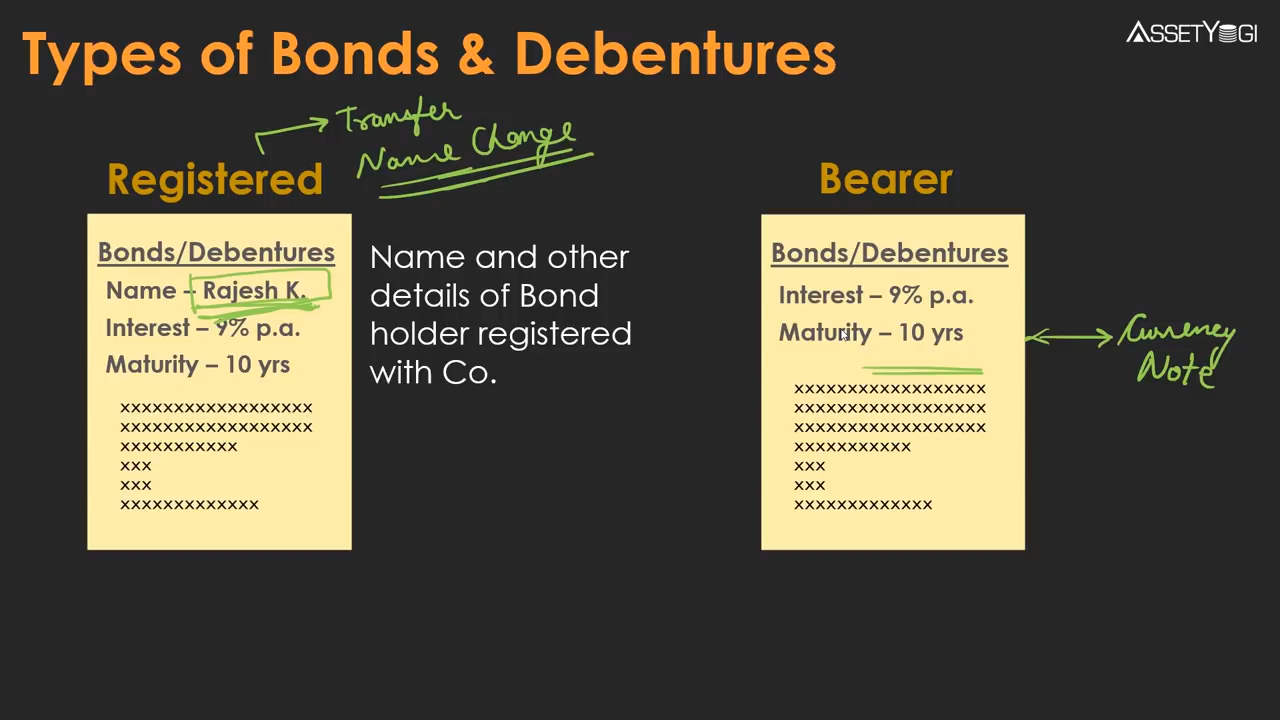 Types of Bonds & Debentures
ASSETYOGI
Transfer
Name Change
Registered
Bonds/Debentures
Name – Rajesh K.
Interest – 9% p.a.
Maturity – 10 yrs
xxxxxxxxxxxxxxxxxx
xxxxxxxxxxxxxxxxxx
xxxxxxxxxxx
xxx
xxx
xxxxxxxxxxxxx
Name and other
details of Bond
holder registered
with Co.
Bearer
Bonds/Debentures
Interest – 9% p.a.
Maturity – 10 yrs
xxxxxxxxxxxxxxxxxx
xxxxxxxxxxxxxxxxxx
xxxxxxxxxxxxxxxxxx
xxxxxxxxxxx
xxx
xxx
xxxxxxxxxxxxx
Currency
Note